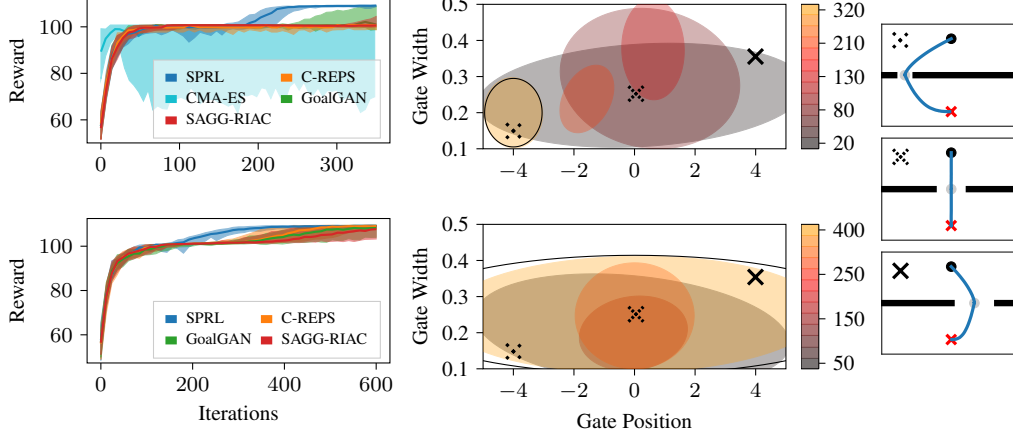 Reward
100
80
60
0
100
200
300
SPRL
C-REPS
CMA-ES
GoalGAN
SAGG-RIAC
Gate Width
0.5
0.4
0.3
0.2
0.1
−4
−2
0
2
4
320
210
130
80
20
Reward
100
80
60
0
200
400
600
Iterations
SPRL
C-REPS
GoalGAN
SAGG-RIAC
Gate Width
0.5
0.4
0.3
0.2
0.1
−4
−2
0
2
4
Gate Position
400
250
150
50